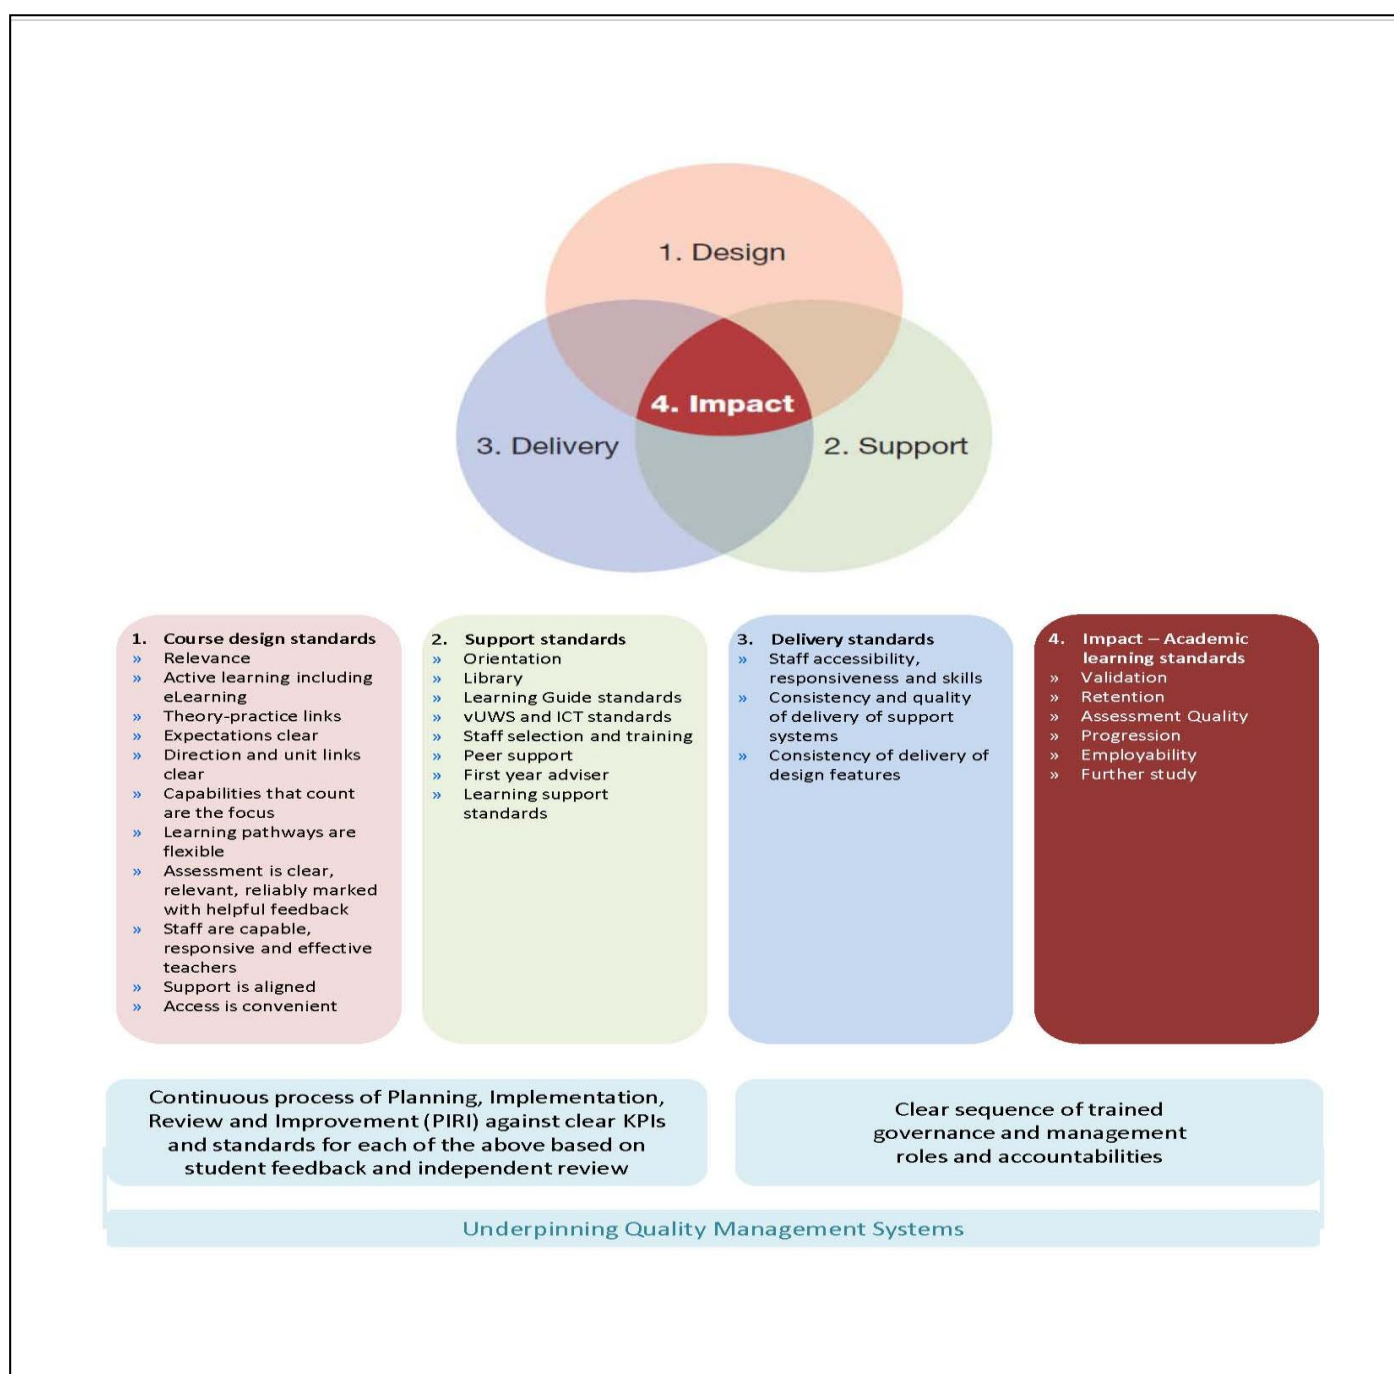 1. Design
4. Impact
3. Delivery
2. Support
1. Course design standards
» Relevance
» Active learning including
eLearning
» Theory-practice links
» Expectations clear
» Direction and unit links
clear
» Capabilities that count
are the focus
» Learning pathways are
flexible
» Assessment is clear,
relevant, reliably marked
with helpful feedback
» Staff are capable,
responsive and effective
teachers
» Support is aligned
» Access is convenient
2. Support standards
» Orientation
» Library
» Learning Guide standards
» vUWS and ICT standards
» Staff selection and training
» Peer support
» First year adviser
» Learning support
standards
3. Delivery standards
» Staff accessibility,
responsiveness and skills
» Consistency and quality
of delivery of support
systems
» Consistency of delivery of
design features
4. Impact – Academic
learning standards
» Validation
» Retention
» Assessment Quality
» Progression
» Employability
» Further study
Continuous process of Planning, Implementation,
Review and Improvement (PIRI) against clear KPIs
and standards for each of the above based on
student feedback and independent review
Clear sequence of trained
governance and management
roles and accountabilities
Underpinning Quality Management Systems